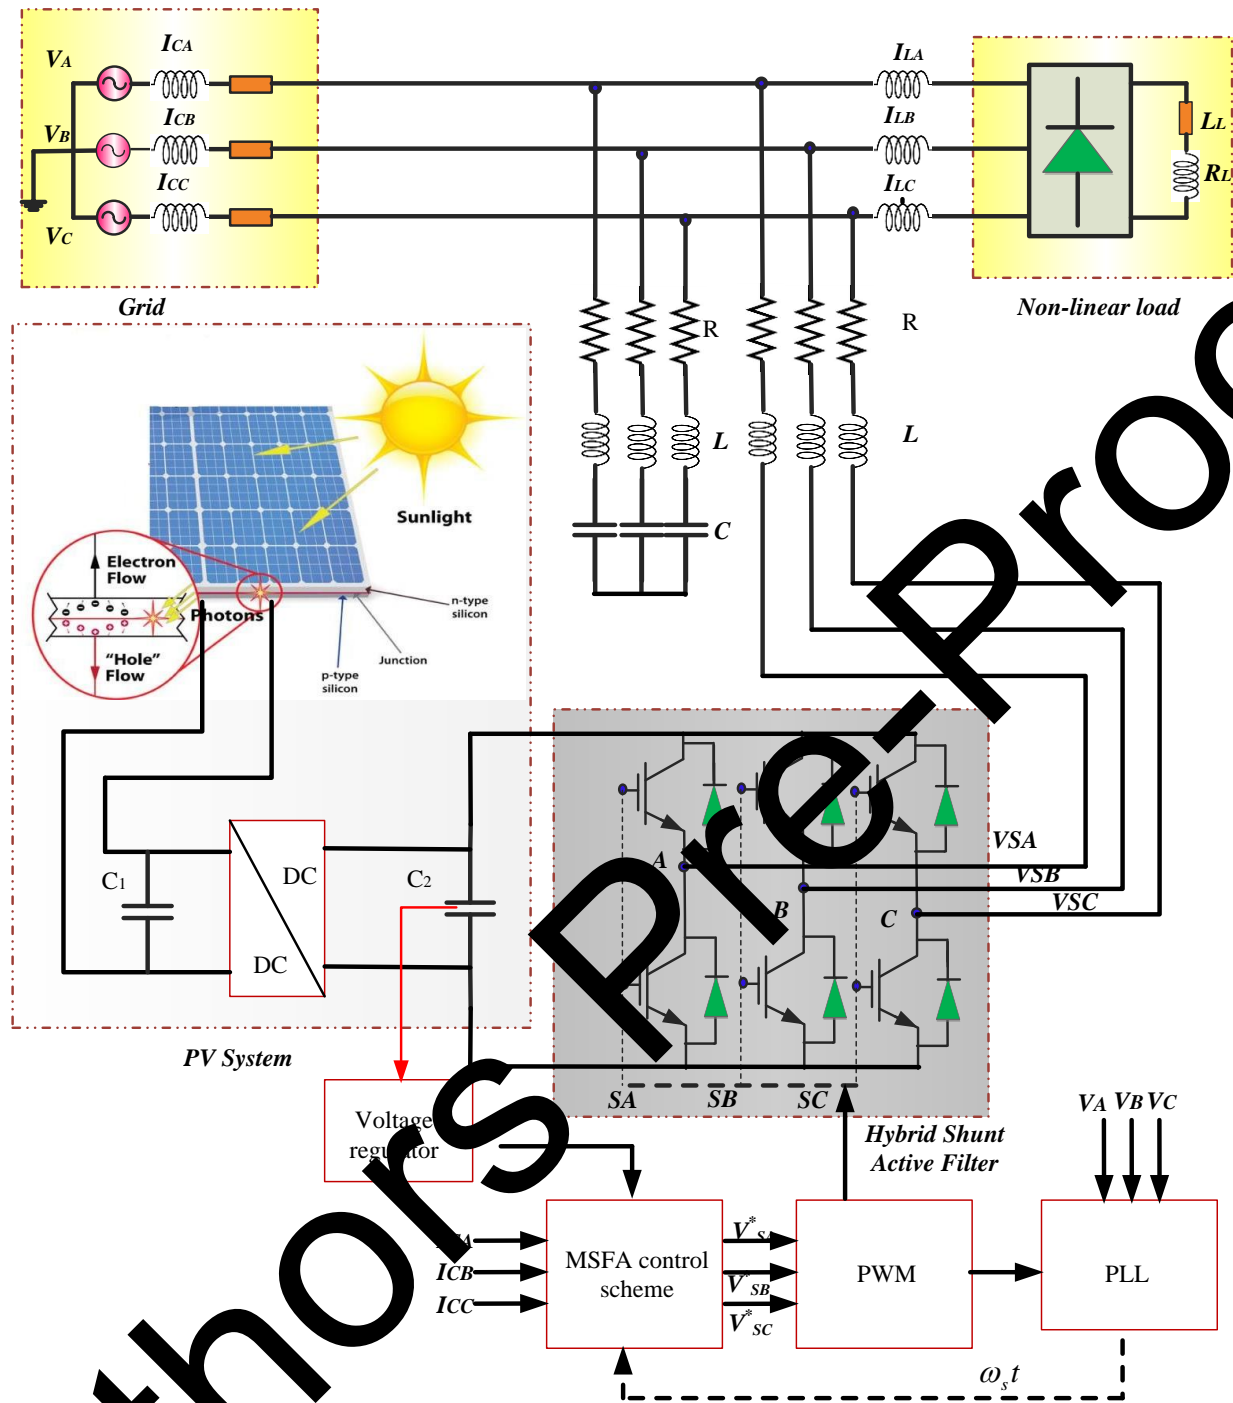 ICA
VA
ILA
ICB
VB
ILB
LL
ICC
RL
ILC
VC
Grid
Non-linear load
R
R
L
L
Sunlight
C
Electron
Flow
Photons
n-type
silicon
Junction
"Hole"
Flow
p-type
silicon
VSA
A
VSB
C1
DC
C2
VSC
B
C
DC
PV System
SA
SB
SC
Voltage
regulator
Hybrid Shunt
Active Filter
VA VB VC
V*SA
MSFA control
scheme
ICB
V*SB
PWM
PLL
ICC
V*SC
ωst
thors Pre-Proo